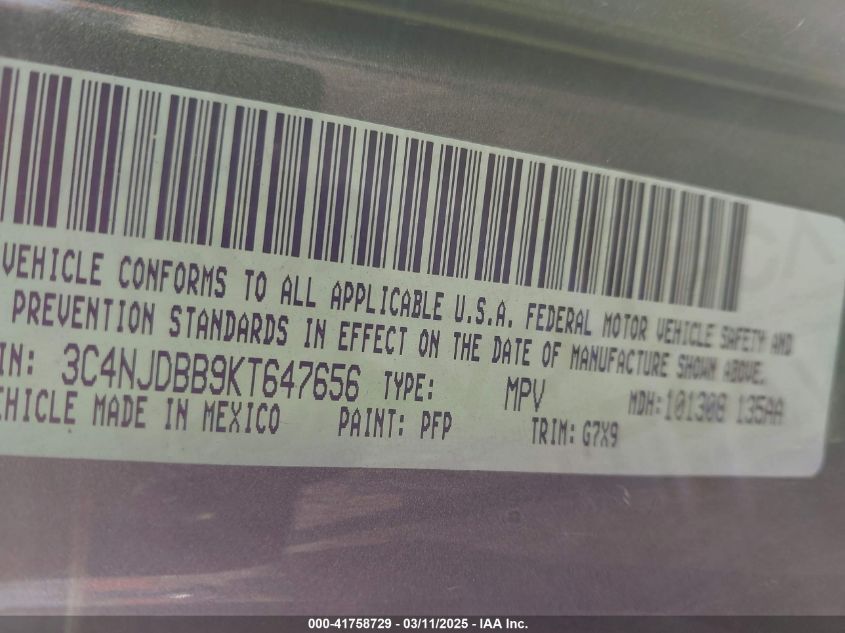 VEHICLE CONFORMS TO ALL APPLICABLE U.S.A. FEDERAL MOTOR VEHICLE SAFETY AND
PREVENTION STANDARDS IN EFFECT ON THE DATE OF MANUFACTURE SHOWN ABOVE.
IN: 3C4NJDBB9KT647656 TYPE: MPV MDH:101308 135AA
EHICLE MADE IN MEXICO PAINT: PFP TRIM: G7X9
000-41758729 - 03/11/2025 - IAA Inc.